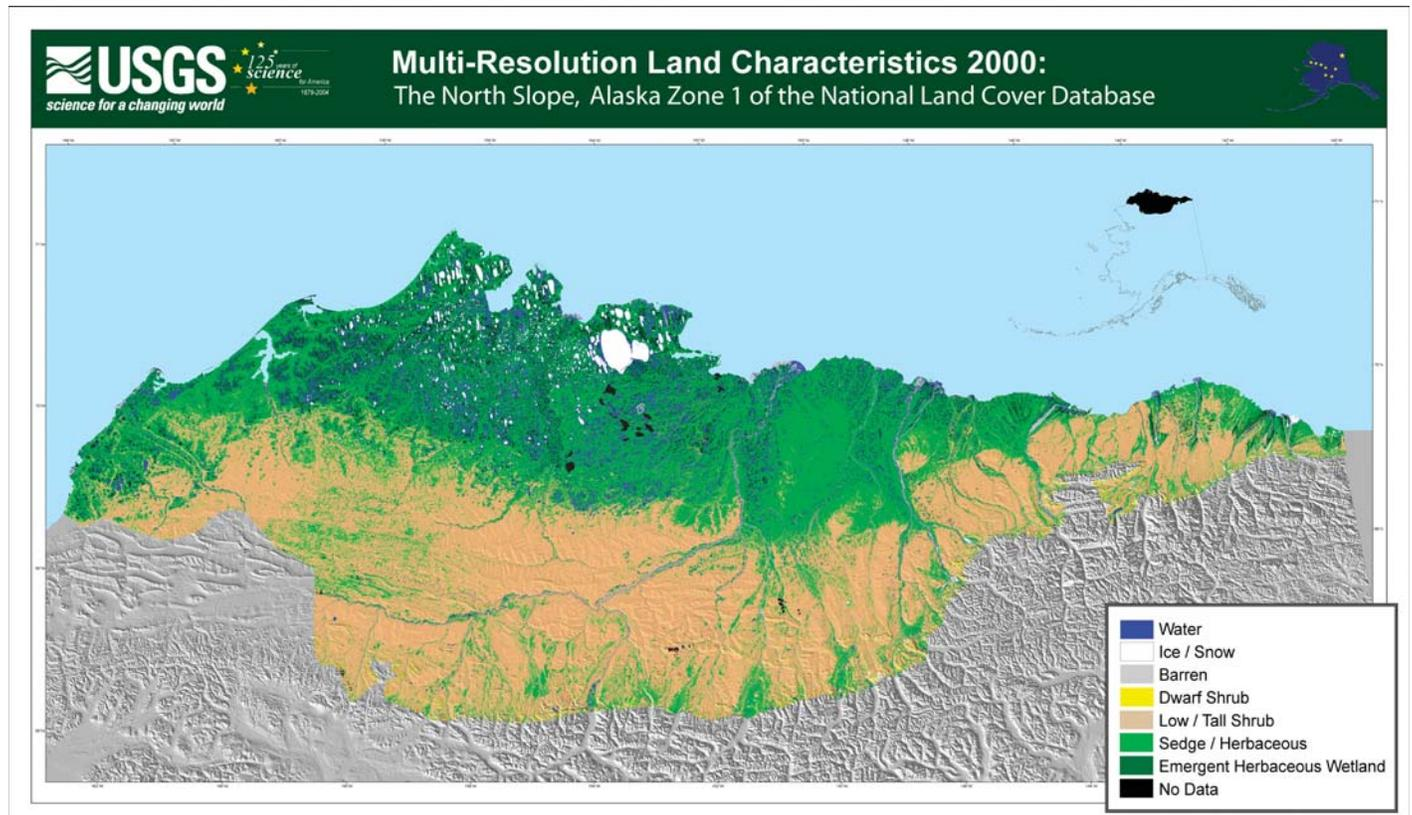 USGS
science for a changing world
125 years of
science
for America
1879-2004
Multi-Resolution Land Characteristics 2000:
The North Slope, Alaska Zone 1 of the National Land Cover Database
Water
Ice / Snow
Barren
Dwarf Shrub
Low / Tall Shrub
Sedge / Herbaceous
Emergent Herbaceous Wetland
No Data